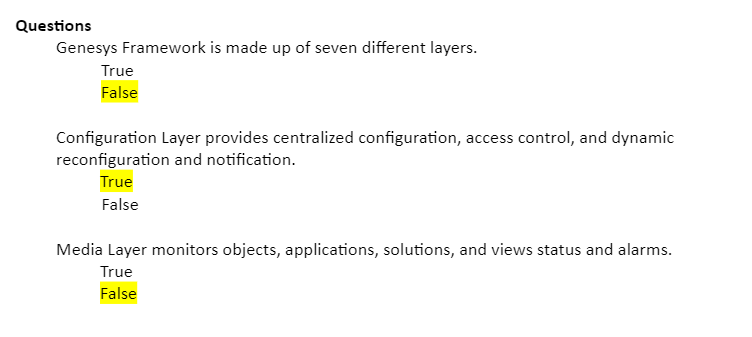 Questions
Genesys Framework is made up of seven different layers.
True
False
Configuration Layer provides centralized configuration, access control, and dynamic
reconfiguration and notification.
True
False
Media Layer monitors objects, applications, solutions, and views status and alarms.
True
False